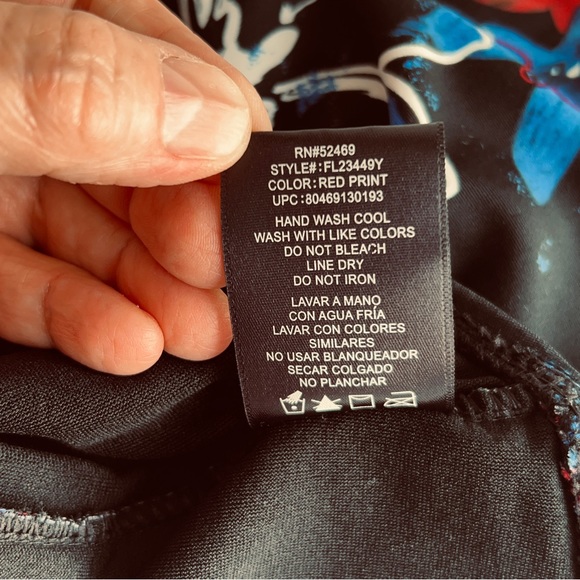 RN#52469
STYLE#:FL23449Y
COLOR:RED PRINT
UPC:80469130193
HAND WASH COOL
WASH WITH LIKE COLORS
DO NOT BLEACH
LINE DRY
DO NOT IRON
LAVAR A MANO
CON AGUA FRÍA
LAVAR CON COLORES
SIMILARES
NO USAR BLANQUEADOR
SECAR COLGADO
NO PLANCHAR